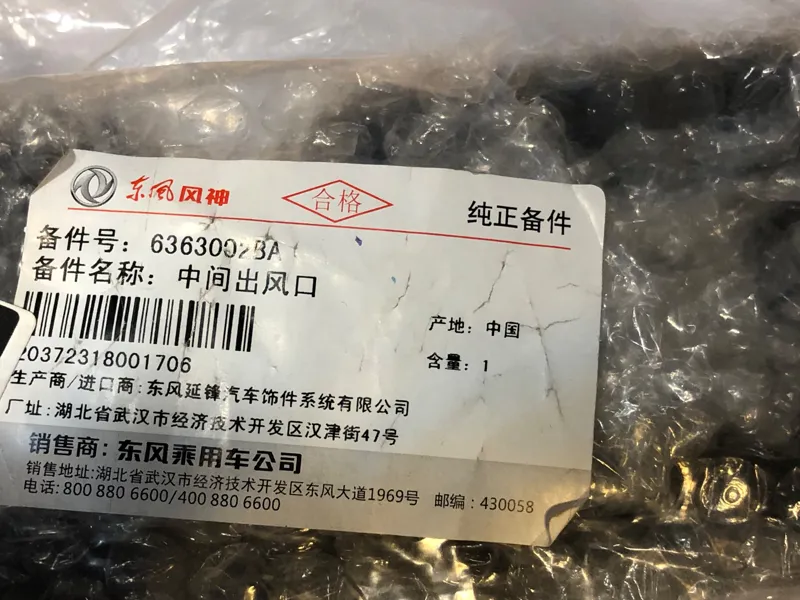 东风风神
合格
纯正备件
备件号: 6363002BA
备件名称: 中间出风口
产地: 中国
20372318001706
含量: 1
生产商/进口商: 东风延锋汽车饰件系统有限公司
厂址: 湖北省武汉市经济技术开发区汉津街47号
销售商: 东风乘用车公司
销售地址: 湖北省武汉市经济技术开发区东风大道1969号 邮编: 430058
电话: 800 880 6600/400 880 6600